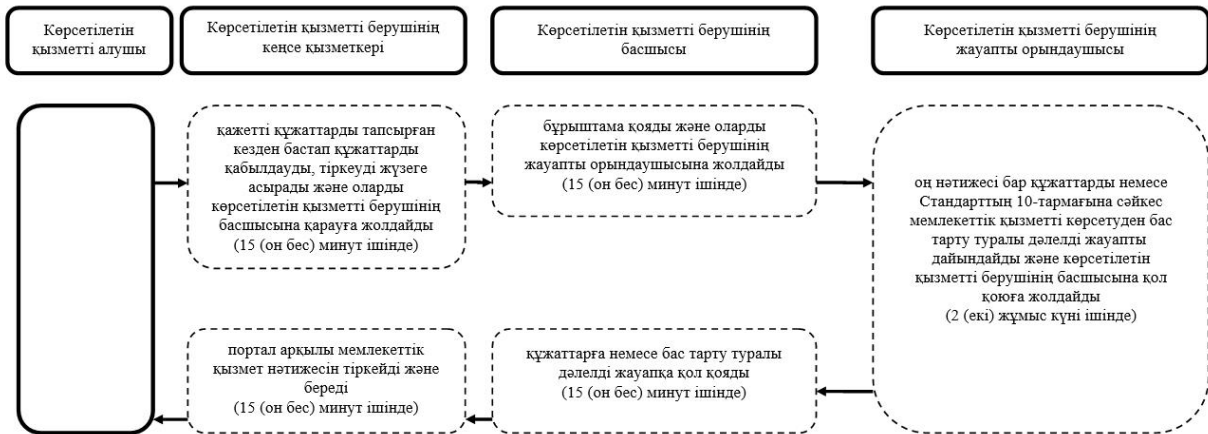 Көрсетілетін
қызметті алушы
Көрсетілетін қызметті берушінің
кеңсе қызметкері
Көрсетілетін қызметті берушінің
басшысы
Көрсетілетін қызметті берушінің
жауапты орындаушысы
қажетті құжаттарды тапсырған
кезден бастап құжаттарды
қабылдауды, тіркеуді жүзеге
асырады және оларды
көрсетілетін қызметті берушінің
басшысына қарауға жолдайды
(15 (он бес) минут ішінде)
бұрыштама қояды және оларды
көрсетілетін қызметті берушінің
жауапты орындаушысына жолдайды
(15 (он бес) минут ішінде)
оң нәтижесі бар құжаттарды немесе
Стандарттың 10-тармағына сәйкес
мемлекеттік қызметті көрсетуден бас
тарту туралы дәлелді жауапты
дайындайды және көрсетілетін
қызметті берушінің басшысына қол
қоюға жолдайды
(2 (екі) жұмыс күні ішінде)
портал арқылы мемлекеттік
қызмет нәтижесін тіркейді және
береді
(15 (он бес) минут ішінде)
құжаттарға немесе бас тарту туралы
дәлелді жауапқа қол қояды
(15 (он бес) минут ішінде)